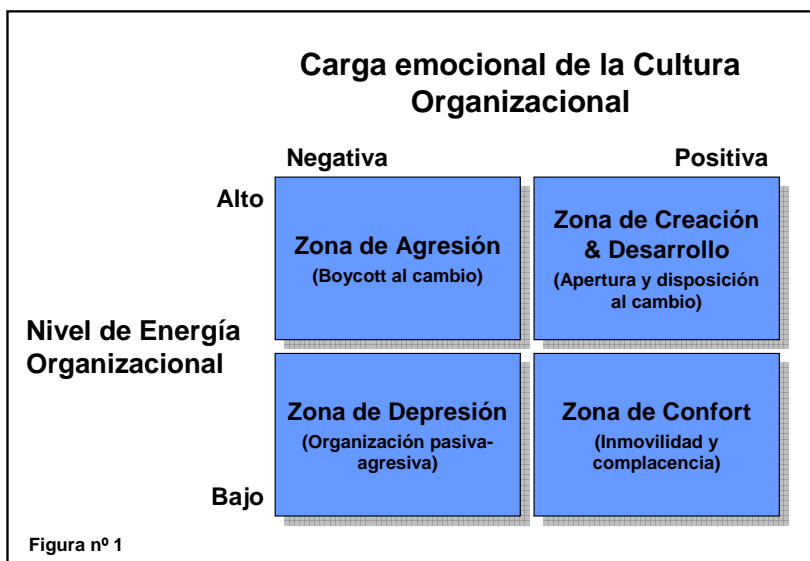 Carga emocional de la Cultura
Organizacional
Negativa
Positiva
Alto
Zona de Agresión
(Boycott al cambio)
Zona de Creación
& Desarrollo
(Apertura y disposición
al cambio)
Nivel de Energía
Organizacional
Zona de Depresión
(Organización pasiva-
agresiva)
Zona de Confort
(Inmovilidad y
complacencia)
Bajo
Figura nº 1